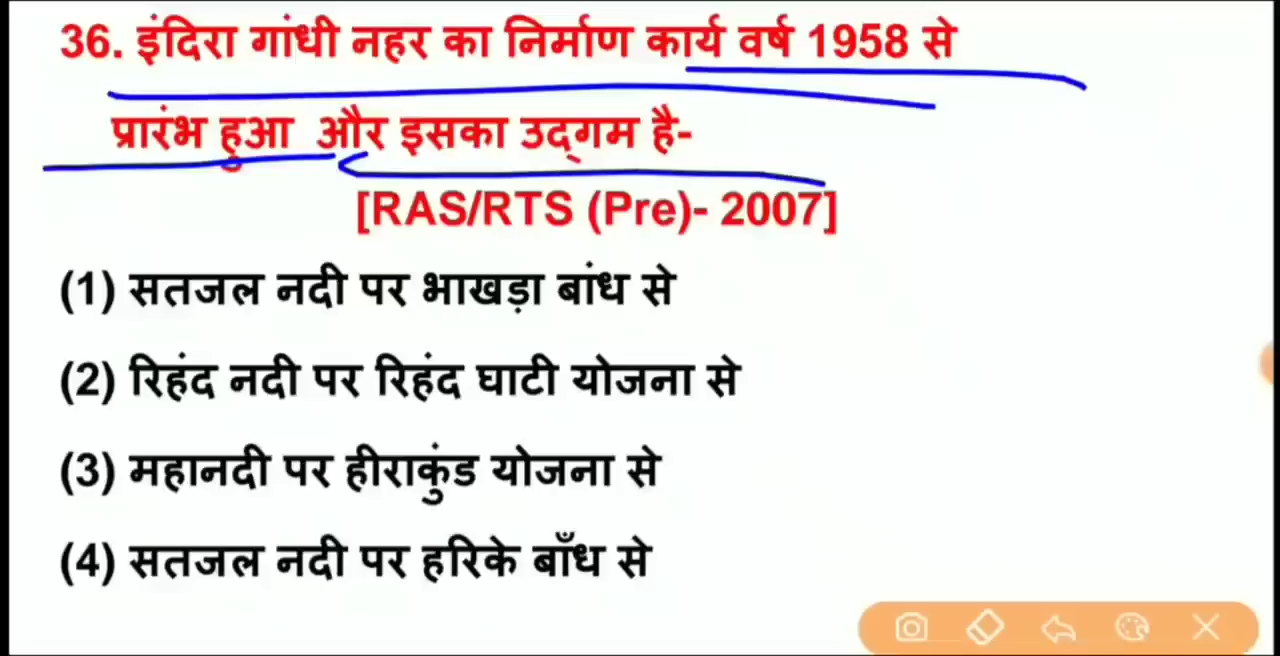 36. इंदिरा गांधी नहर का निर्माण कार्य वर्ष 1958 से
प्रारंभ हुआ और इसका उद्गम है-
[RAS/RTS (Pre)- 2007]
(1) सतजल नदी पर भाखड़ा बांध से
(2) रिहंद नदी पर रिहंद घाटी योजना से
(3) महानदी पर हीराकुंड योजना से
(4) सतजल नदी पर हरिके बाँध से